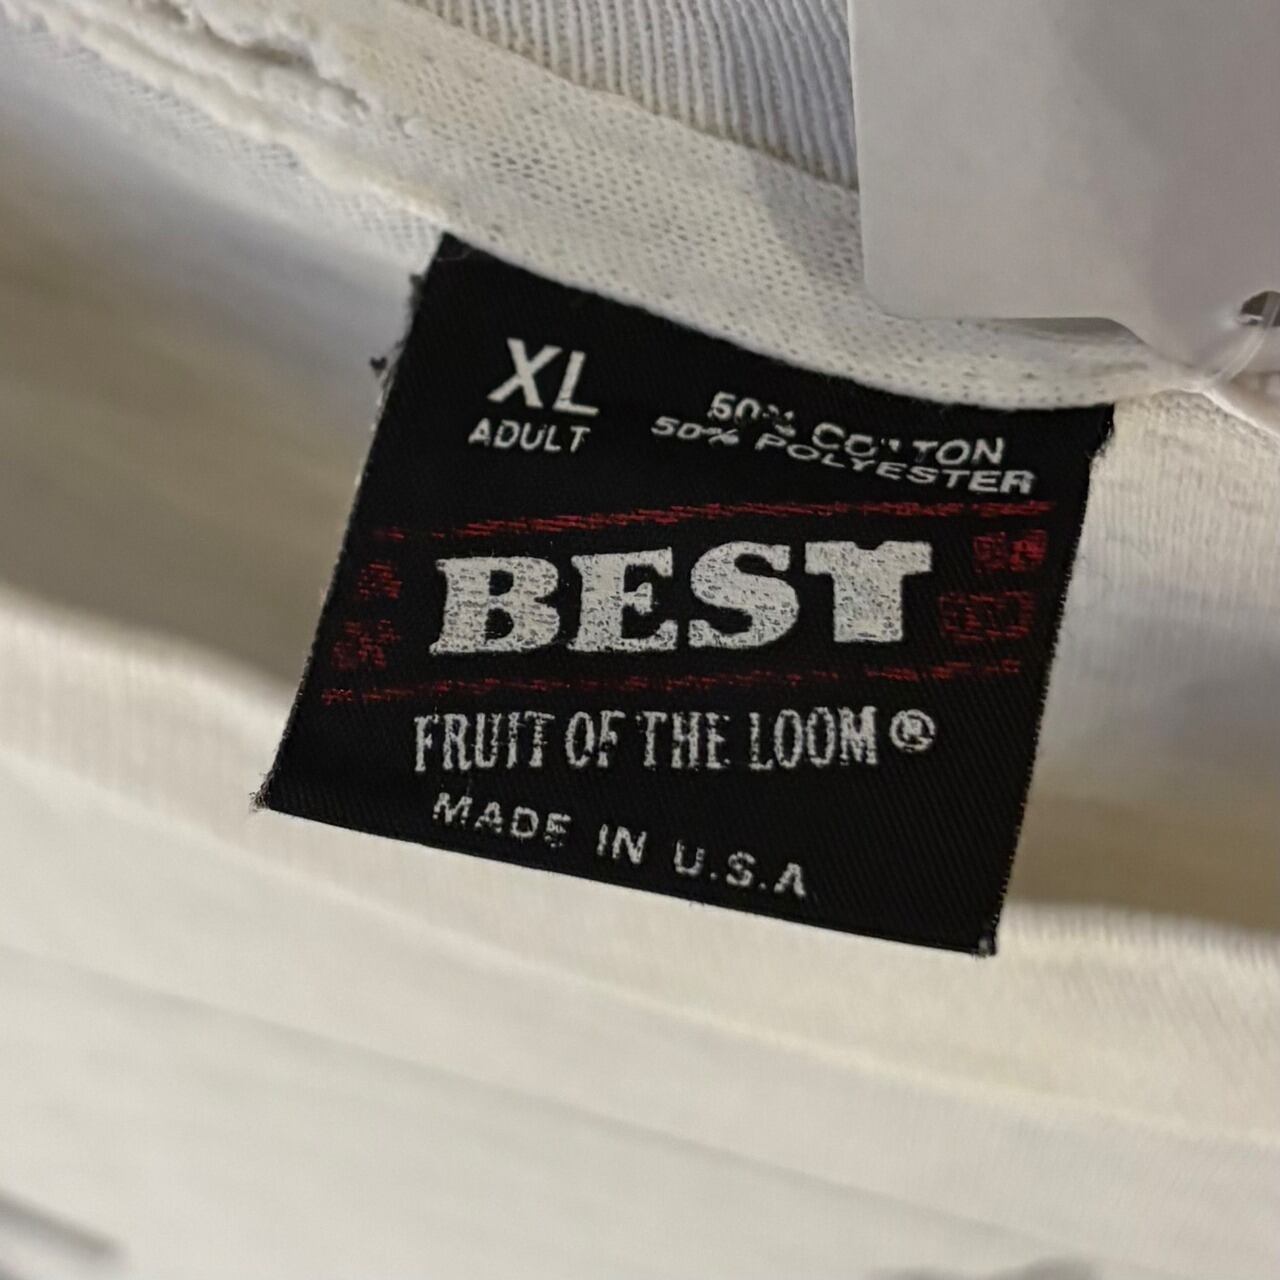 XL
ADULT
50% COTTON
50% POLYESTER
BEST
FRUIT OF THE LOOM®
MADE IN U.S.A